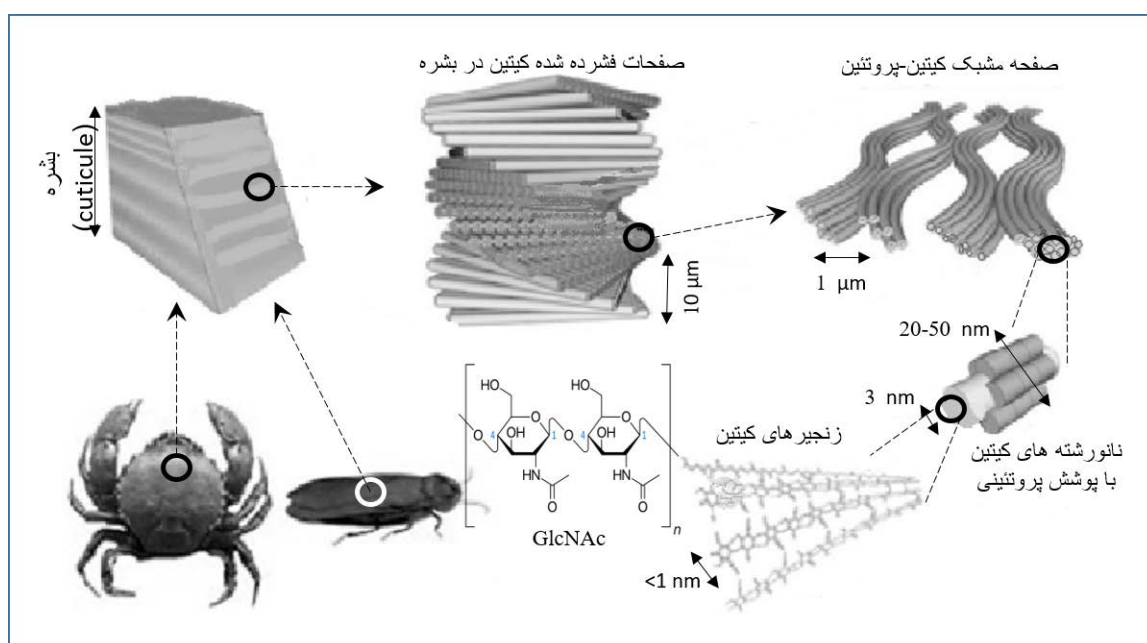 صفحات فشرده شده کیتین در بشره
صفحه مشبک کیتین-پروتئین
بشره
(cuticule)
10 µm
1 µm
20-50 nm
3 nm
نانورشته های کیتین
با پوشش پروتئینی
زنجیرهای کیتین
HO
HO
O
O
4
OH
1
O
4
OH
1
O
NH
NH
O
O
n
GlcNAc
<1 nm